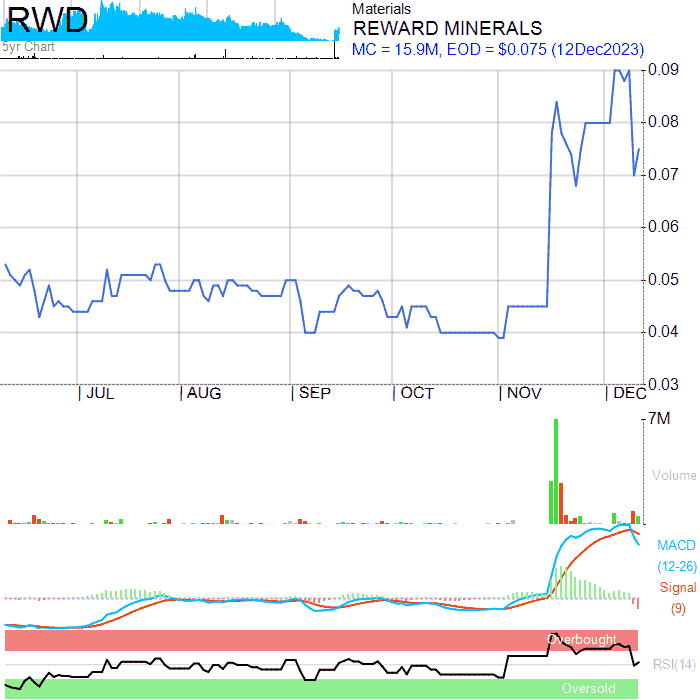 RWD
5yr Chart
Materials
REWARD MINERALS
MC = 15.9M, EOD = $0.075 (12Dec2023)
0.09
0.08
0.07
0.06
0.05
0.04
0.03
JUL AUG SEP OCT NOV DEC
7M
Volume
MACD
(12-26)
Signal
(9)
Overbought
RSI(14)
Oversold